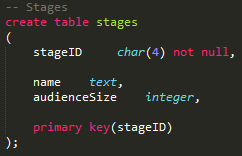 -- Stages
create table stages
(
stageID char(4) not null,
name text,
audienceSize integer,
primary key(stageID)
);